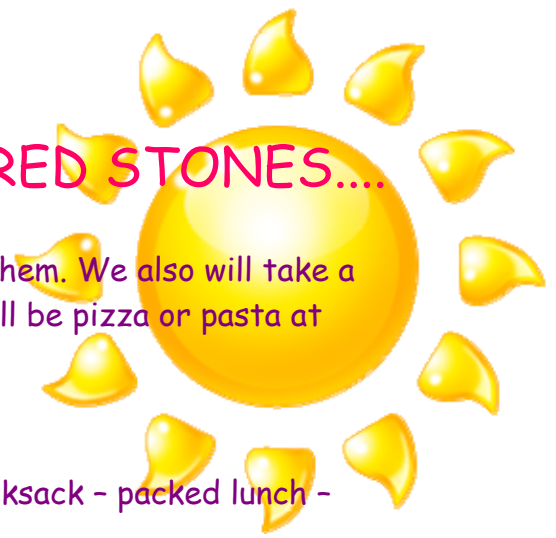 RED STONES....
hem. We also will take a
ll be pizza or pasta at
ksack – packed lunch –